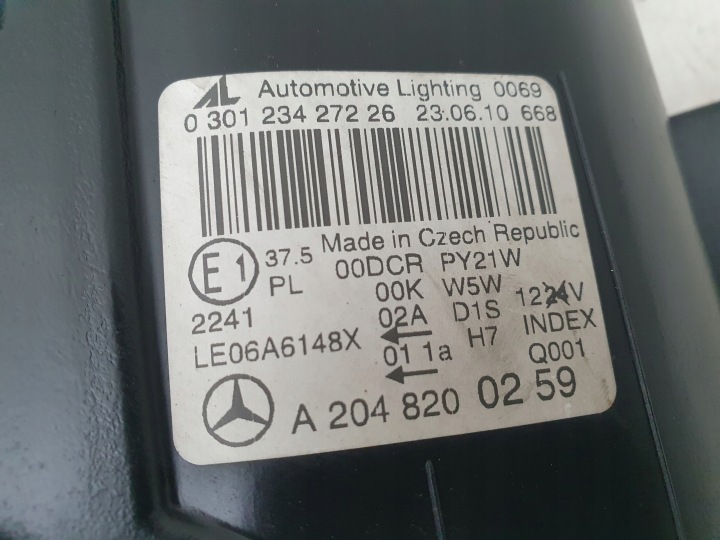 AL Automotive Lighting 0069
0 301 234 272 26 23.06.10 668
Made in Czech Republic
E1 37.5 00DCR PY21W
PL 00K W5W 1224V
2241 02A D1S INDEX
LE06A6148X 01 1a H7 Q001
A 204 820 02 59